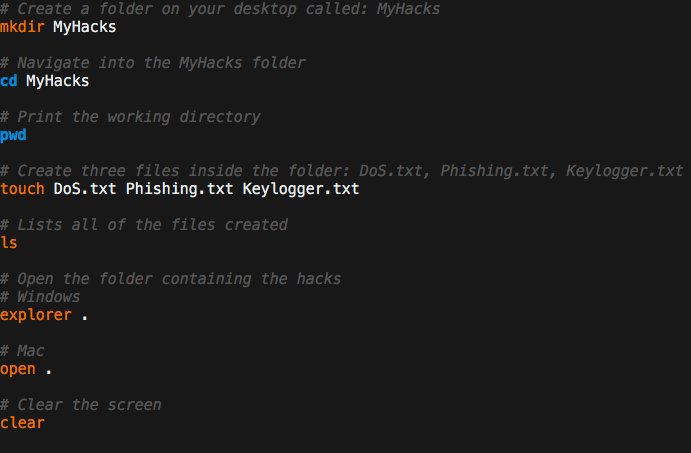 # Create a folder on your desktop called: MyHacks
mkdir MyHacks
# Navigate into the MyHacks folder
cd MyHacks
# Print the working directory
pwd
# Create three files inside the folder: DoS.txt, Phishing.txt, Keylogger.txt
touch DoS.txt Phishing.txt Keylogger.txt
# Lists all of the files created
ls
# Open the folder containing the hacks
# Windows
explorer .
# Mac
open .
# Clear the screen
clear